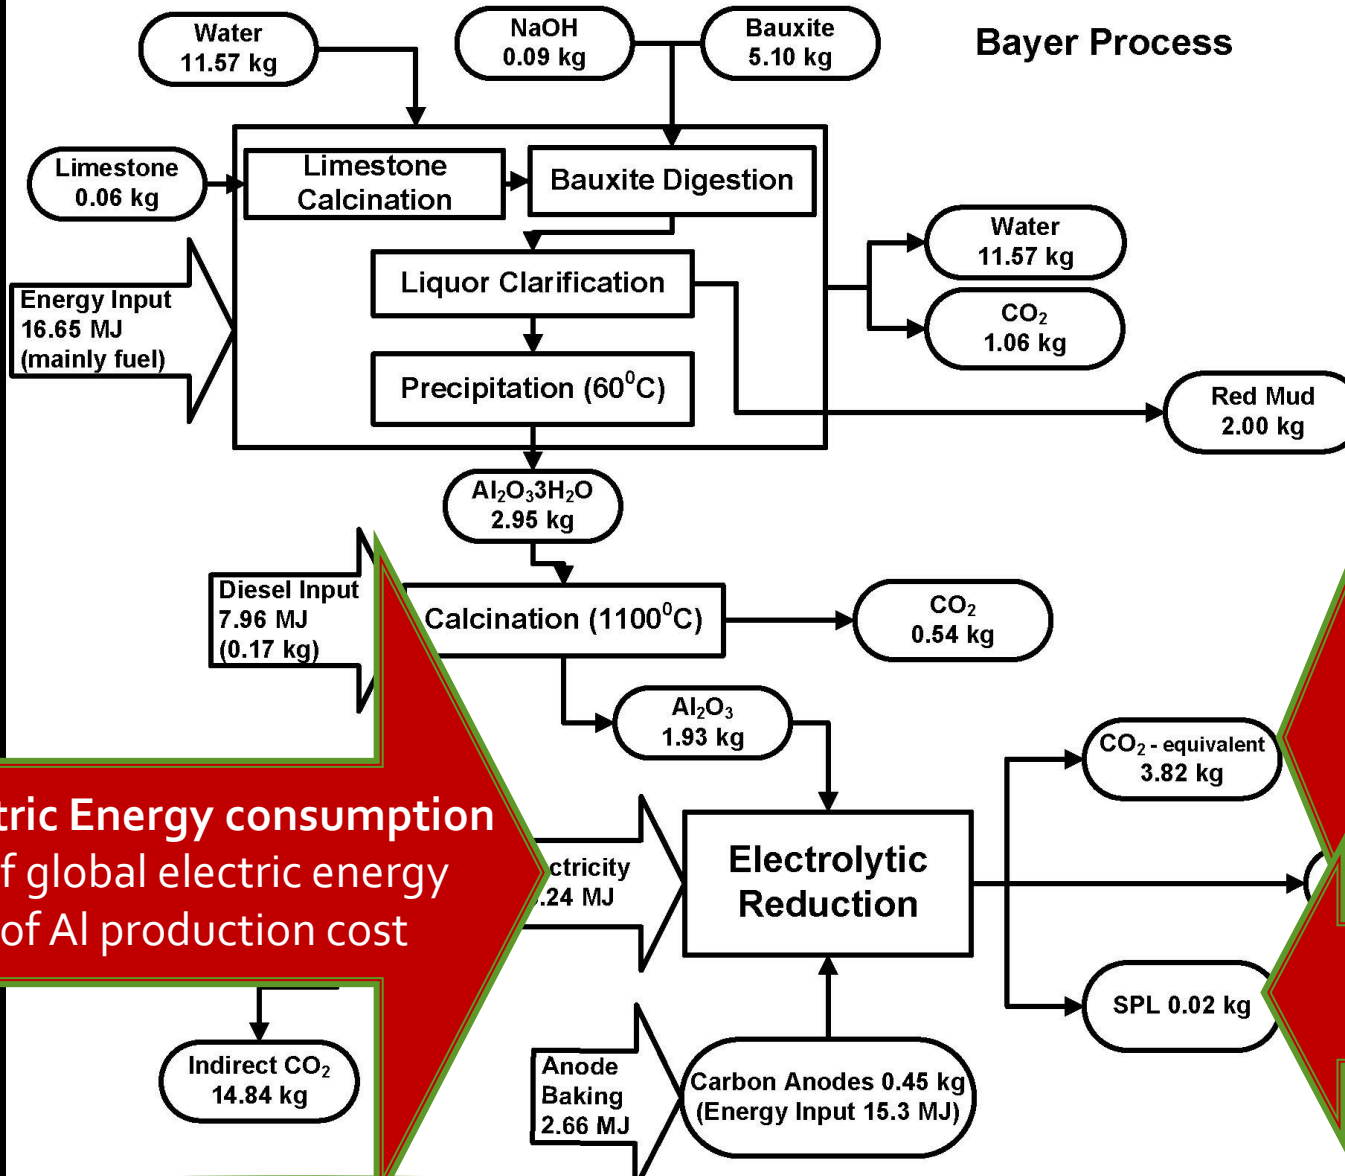 Water
11.57 kg
NaOH
0.09 kg
Bauxite
5.10 kg
Bayer Process
Limestone
0.06 kg
Limestone
Calcination
Bauxite Digestion
Water
11.57 kg
Liquor Clarification
Energy Input
16.65 MJ
(mainly fuel)
CO₂
1.06 kg
Precipitation (60⁰C)
Red Mud
2.00 kg
Al₂O₃3H₂O
2.95 kg
Diesel Input
7.96 MJ
(0.17 kg)
Calcination (1100⁰C)
CO₂
0.54 kg
Al₂O₃
1.93 kg
CO₂ - equivalent
3.82 kg
Energy consumption
global electric energy
of Al production cost
.24 MJ
Electrolytic
Reduction
SPL 0.02 kg
Indirect CO₂
14.84 kg
Anode
Baking
2.66 MJ
Carbon Anodes 0.45 kg
(Energy Input 15.3 MJ)